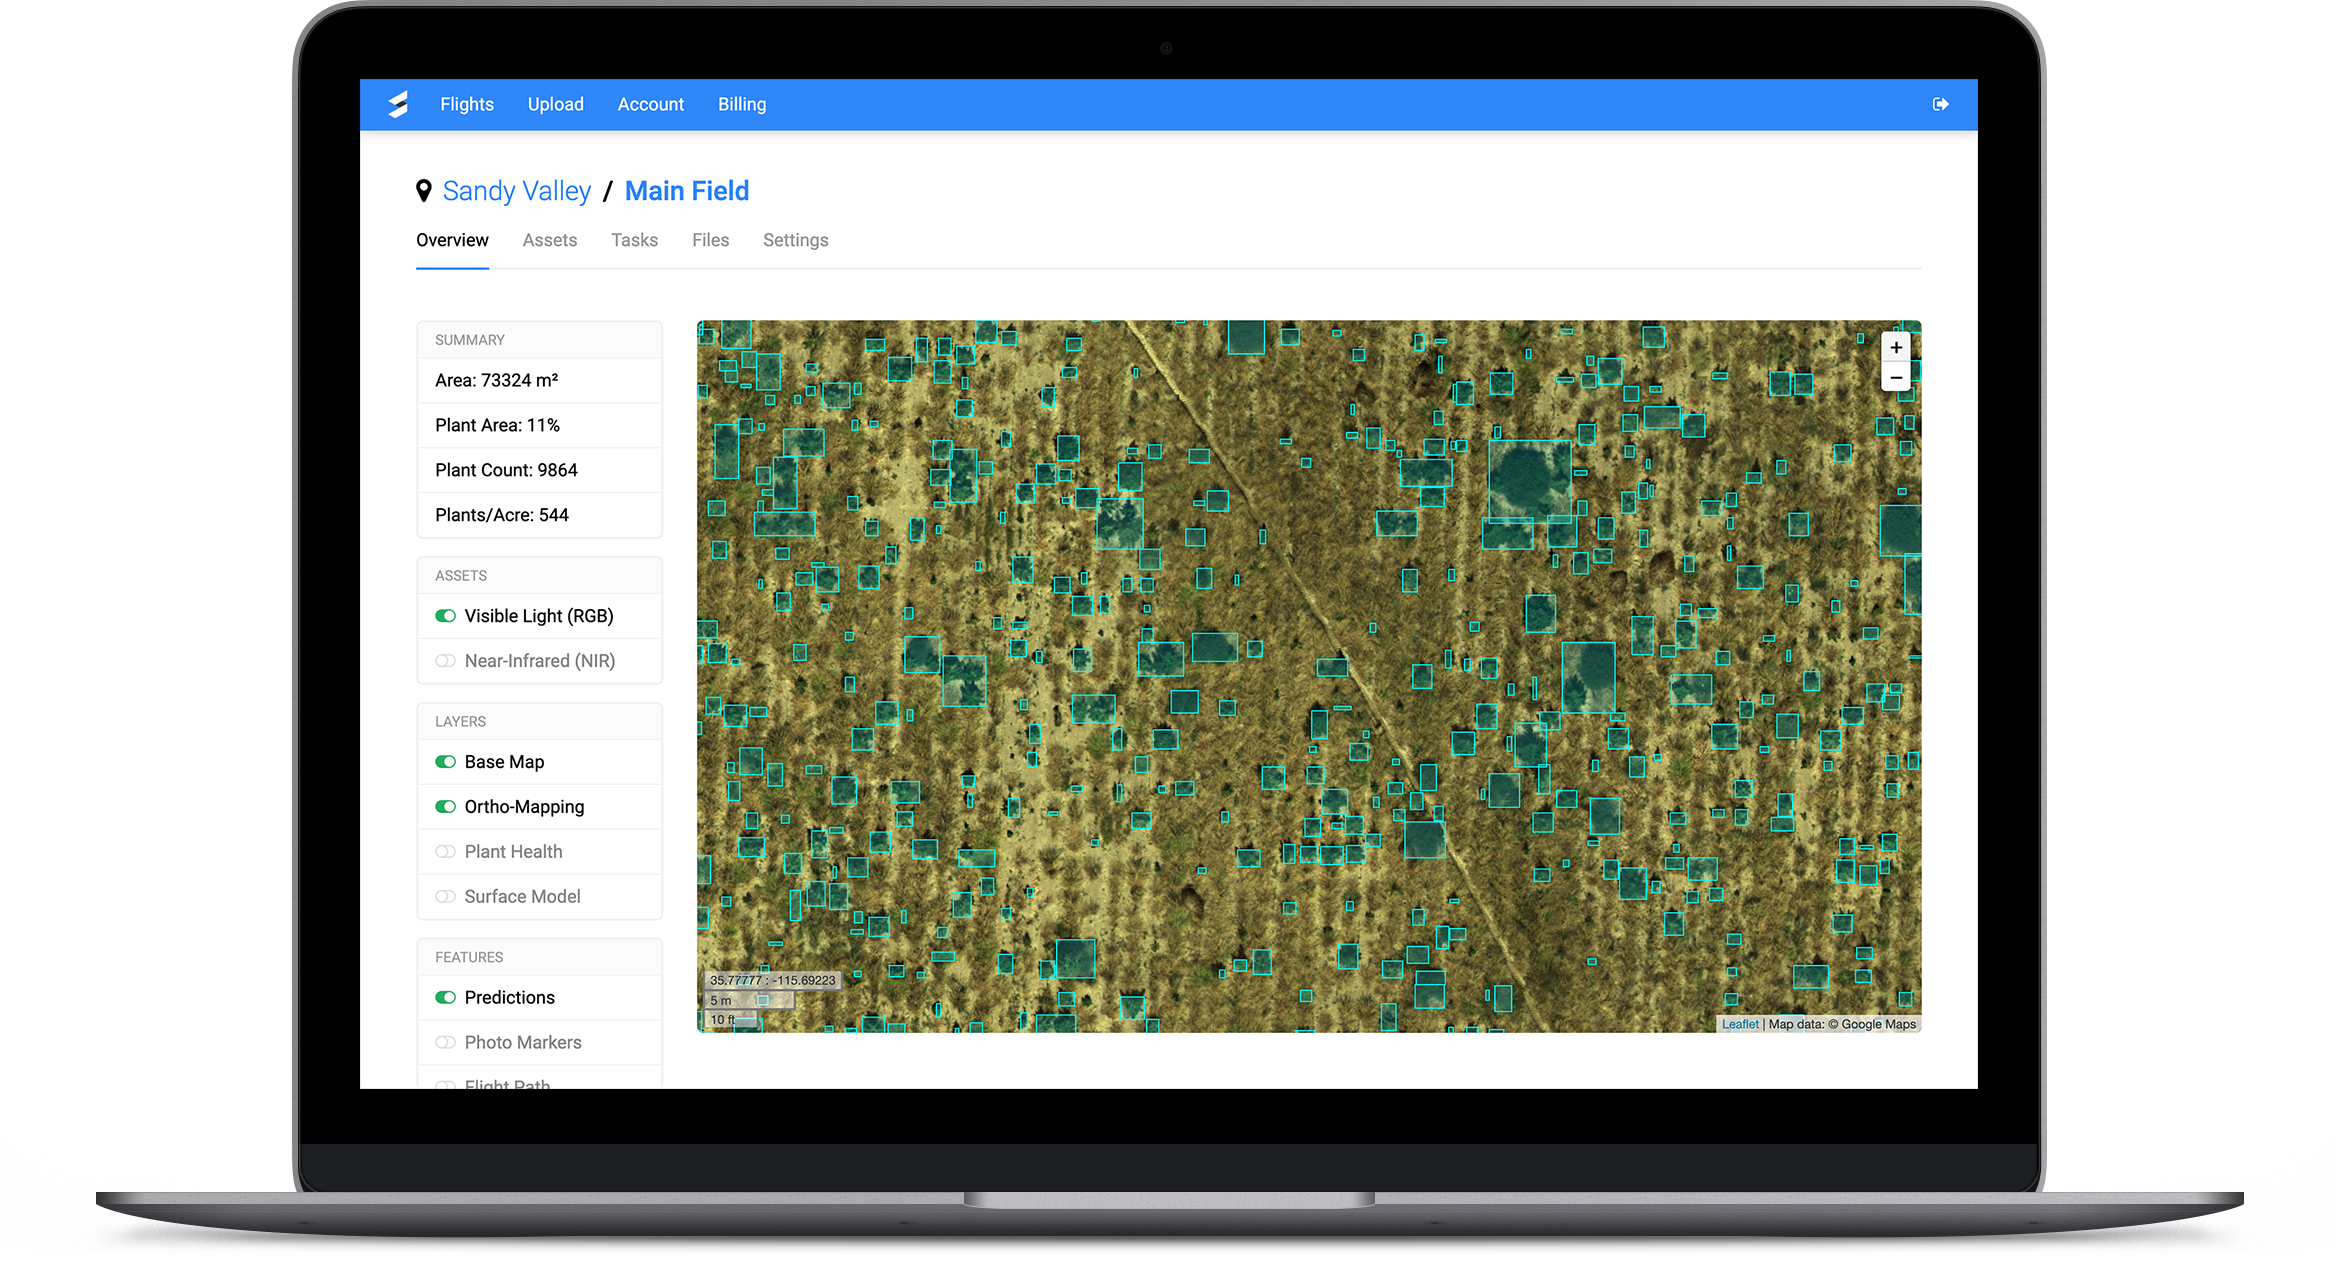 Flights Upload Account Billing
Sandy Valley / Main Field
Overview Assets Tasks Files Settings
SUMMARY
Area: 73324 m²
Plant Area: 11%
Plant Count: 9864
Plants/Acre: 544
ASSETS
Visible Light (RGB)
Near-Infrared (NIR)
LAYERS
Base Map
Ortho-Mapping
Plant Health
Surface Model
FEATURES
Predictions
Photo Markers
Flight Path
+
−
35.77777 : -115.69223
5 m
10 ft
Leaflet | Map data: © Google Maps